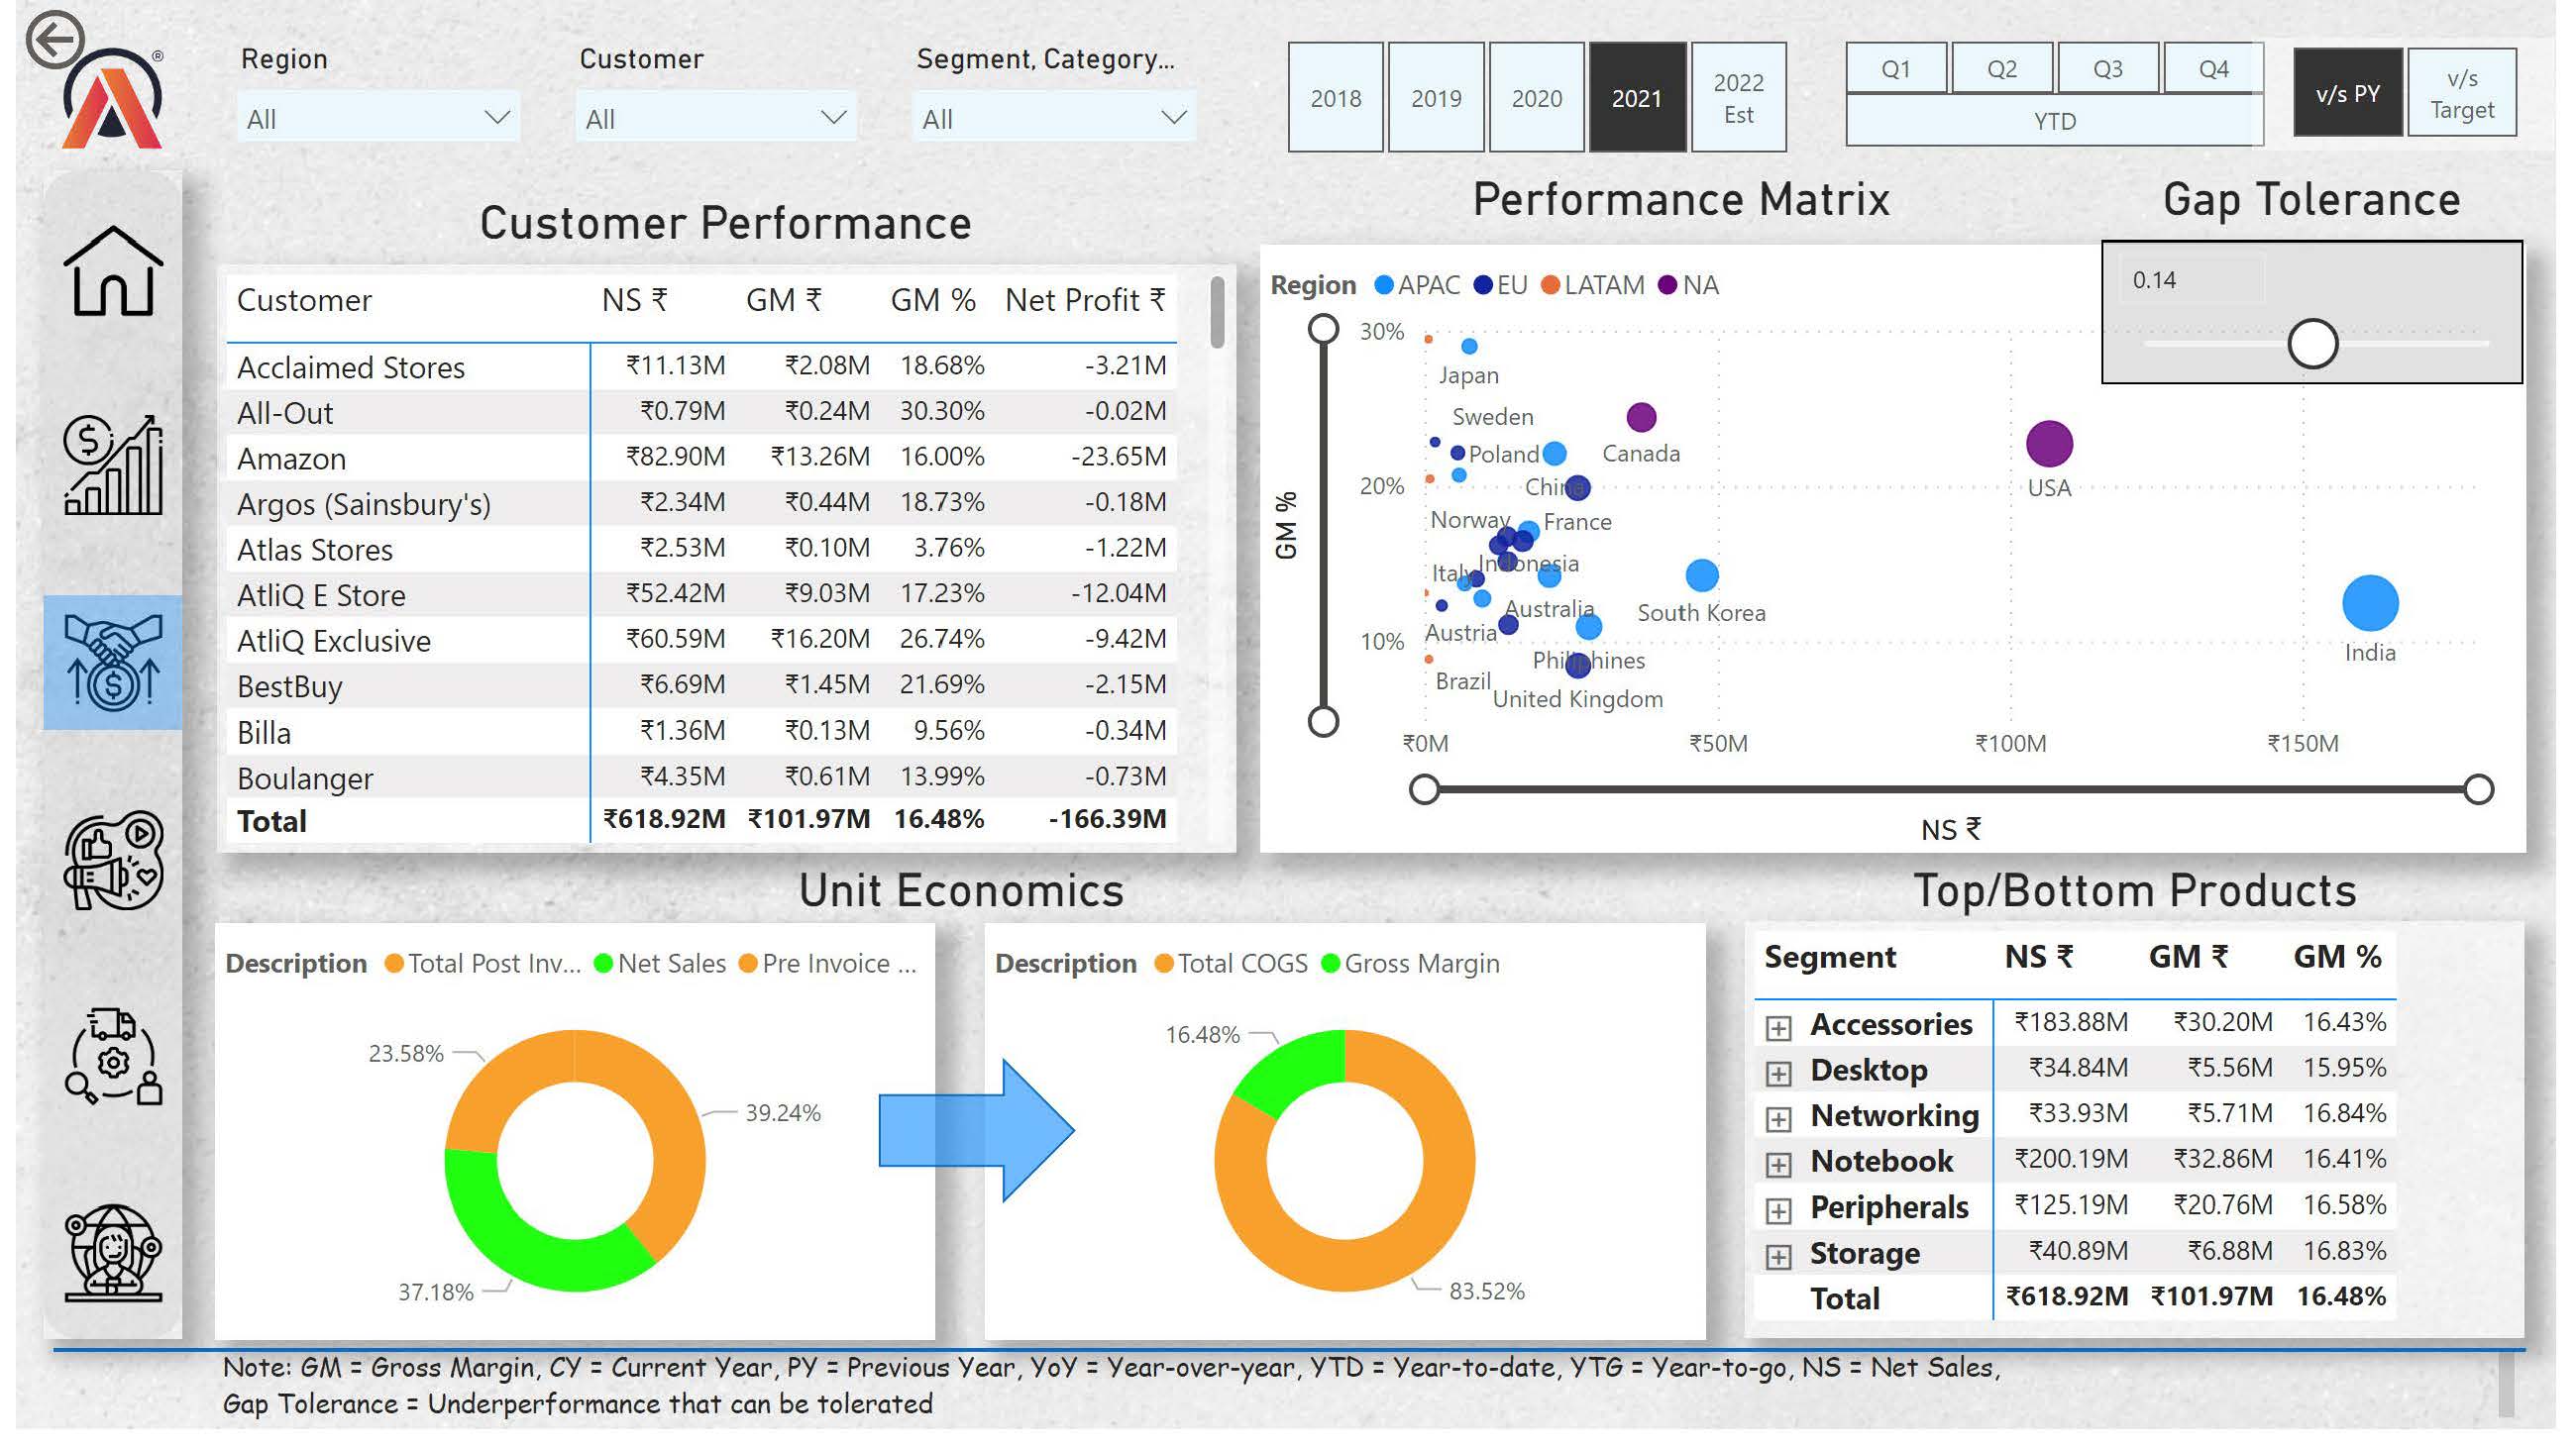 ®
Region
Customer
Segment, Category...
All
All
All
2018
2019
2020
2021
2022
Est
Q1
Q2
Q3
Q4
YTD
v/s PY
v/s
Target
Customer Performance
Customer NS ₹ GM ₹ GM % Net Profit ₹
Acclaimed Stores ₹11.13M ₹2.08M 18.68% -3.21M
All-Out ₹0.79M ₹0.24M 30.30% -0.02M
Amazon ₹82.90M ₹13.26M 16.00% -23.65M
Argos (Sainsbury's) ₹2.34M ₹0.44M 18.73% -0.18M
Atlas Stores ₹2.53M ₹0.10M 3.76% -1.22M
AtliQ E Store ₹52.42M ₹9.03M 17.23% -12.04M
AtliQ Exclusive ₹60.59M ₹16.20M 26.74% -9.42M
BestBuy ₹6.69M ₹1.45M 21.69% -2.15M
Billa ₹1.36M ₹0.13M 9.56% -0.34M
Boulanger ₹4.35M ₹0.61M 13.99% -0.73M
Total ₹618.92M ₹101.97M 16.48% -166.39M
Performance Matrix
Region APAC EU LATAM NA
GM %
30%
20%
10%
Japan
Sweden
Poland
Canada
China
USA
Norway
France
Italy
Indonesia
Australia
South Korea
Austria
Philiphines
India
Brazil
United Kingdom
₹0M
₹50M
₹100M
₹150M
NS ₹
Gap Tolerance
0.14
Unit Economics
Description Total Post Inv... Net Sales Pre Invoice ...
23.58%
39.24%
37.18%
Description Total COGS Gross Margin
16.48%
83.52%
Top/Bottom Products
Segment NS ₹ GM ₹ GM %
Accessories ₹183.88M ₹30.20M 16.43%
Desktop ₹34.84M ₹5.56M 15.95%
Networking ₹33.93M ₹5.71M 16.84%
Notebook ₹200.19M ₹32.86M 16.41%
Peripherals ₹125.19M ₹20.76M 16.58%
Storage ₹40.89M ₹6.88M 16.83%
Total ₹618.92M ₹101.97M 16.48%
Note: GM = Gross Margin, CY = Current Year, PY = Previous Year, YoY = Year-over-year, YTD = Year-to-date, YTG = Year-to-go, NS = Net Sales,
Gap Tolerance = Underperformance that can be tolerated